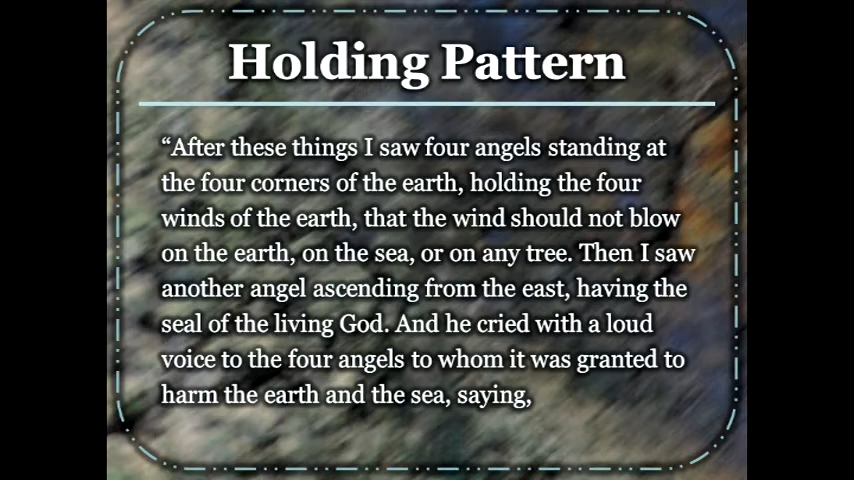 Holding Pattern
“After these things I saw four angels standing at
the four corners of the earth, holding the four
winds of the earth, that the wind should not blow
on the earth, on the sea, or on any tree. Then I saw
another angel ascending from the east, having the
seal of the living God. And he cried with a loud
voice to the four angels to whom it was granted to
harm the earth and the sea, saying,